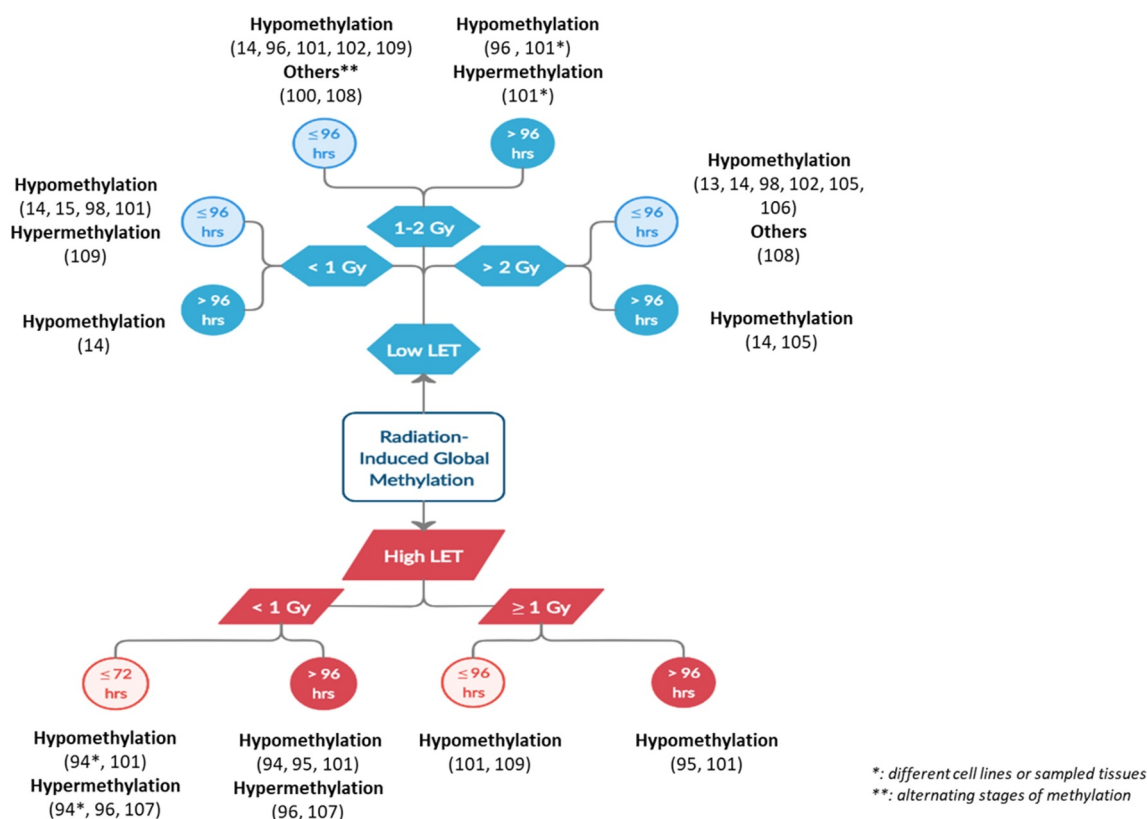 Hypomethylation
(14, 96, 101, 102, 109)
Others**
(100, 108)
Hypomethylation
(96 , 101*)
Hypermethylation
(101*)
≤ 96
hrs
> 96
hrs
Hypomethylation
(14, 15, 98, 101)
Hypermethylation
(109)
≤ 96
hrs
1-2 Gy
≤ 96
hrs
Hypomethylation
(13, 14, 98, 102, 105,
106)
Others
(108)
< 1 Gy
> 2 Gy
Hypomethylation
(14)
> 96
hrs
> 96
hrs
Hypomethylation
(14, 105)
Low LET
Radiation-
Induced Global
Methylation
High LET
< 1 Gy
≥ 1 Gy
≤ 72
hrs
> 96
hrs
≤ 96
hrs
> 96
hrs
Hypomethylation
(94*, 101)
Hypermethylation
(94*, 96, 107)
Hypomethylation
(94, 95, 101)
Hypermethylation
(96, 107)
Hypomethylation
(101, 109)
Hypomethylation
(95, 101)
*: different cell lines or sampled tissues
**: alternating stages of methylation